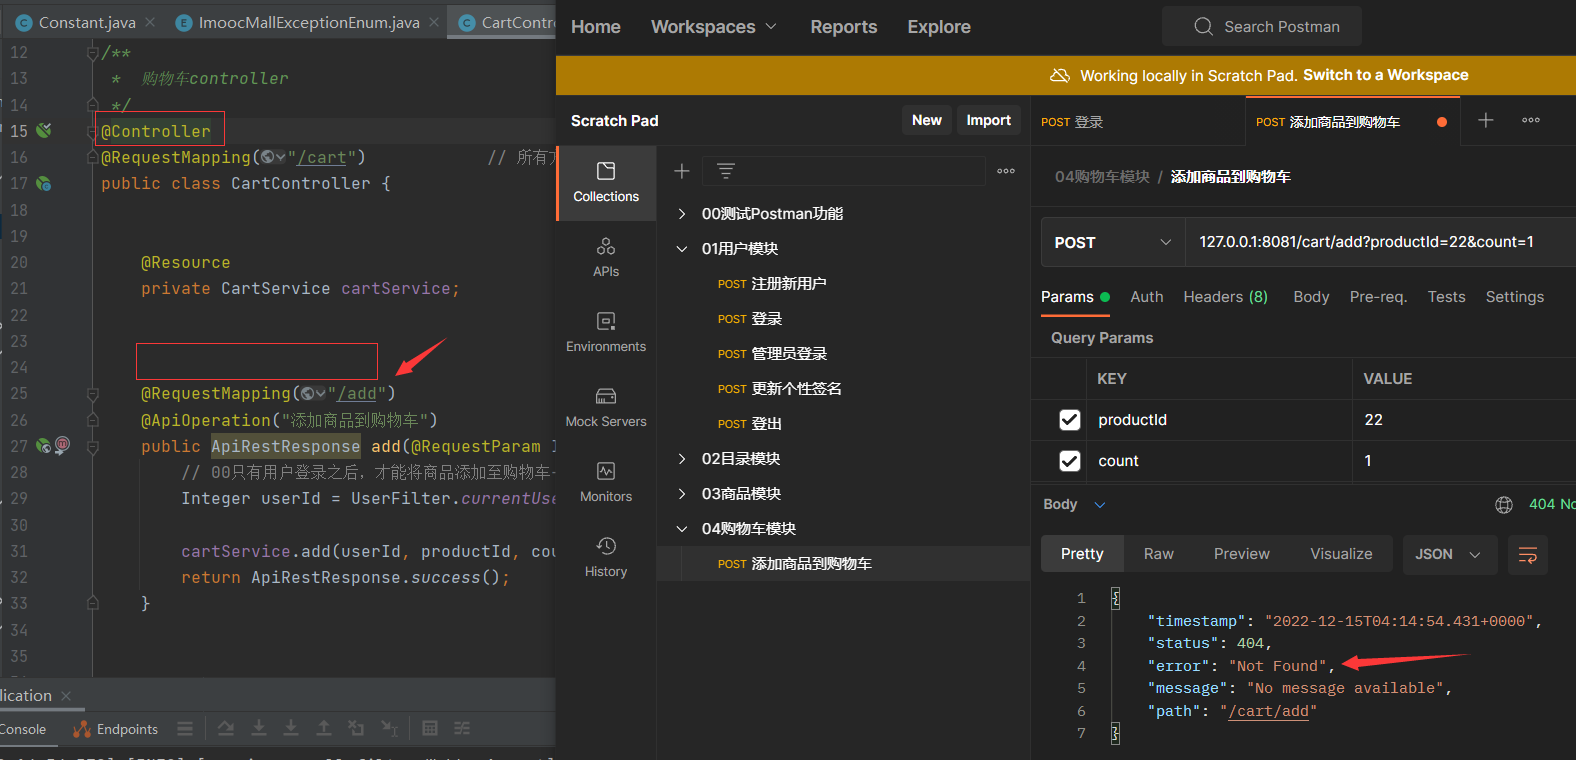 Constant.java
ImoocMallExceptionEnum.java
CartContro
12 /**
13 * 购物车controller
14 */
15 @Controller
16 @RequestMapping("/cart") // 所有
17 public class CartController {
18
19
20 @Resource
21 private CartService cartService;
22
23
24
25 @RequestMapping("/add")
26 @ApiOperation("添加商品到购物车")
27 public ApiRestResponse add(@RequestParam I
28 // 00只有用户登录之后，才能将商品添加至购物车
29 Integer userId = UserFilter.currentUse
30
31 cartService.add(userId, productId, cou
32 return ApiRestResponse.success();
33 }
34
35
lication
Console Endpoints
Home Workspaces Reports Explore Search Postman
Working locally in Scratch Pad. Switch to a Workspace
Scratch Pad New Import
Collections
APIs
Environments
Mock Servers
Monitors
History
00测试Postman功能
01用户模块
POST 注册新用户
POST 登录
POST 管理员登录
POST 更新个性签名
POST 登出
02目录模块
03商品模块
04购物车模块
POST 添加商品到购物车
POST 登录 POST 添加商品到购物车
04购物车模块 / 添加商品到购物车
POST 127.0.0.1:8081/cart/add?productId=22&count=1
Params Auth Headers (8) Body Pre-req. Tests Settings
Query Params
KEY VALUE
productId 22
count 1
Body 404 No
Pretty Raw Preview Visualize JSON
1 {
2 "timestamp": "2022-12-15T04:14:54.431+0000",
3 "status": 404,
4 "error": "Not Found",
5 "message": "No message available",
6 "path": "/cart/add"
7 }